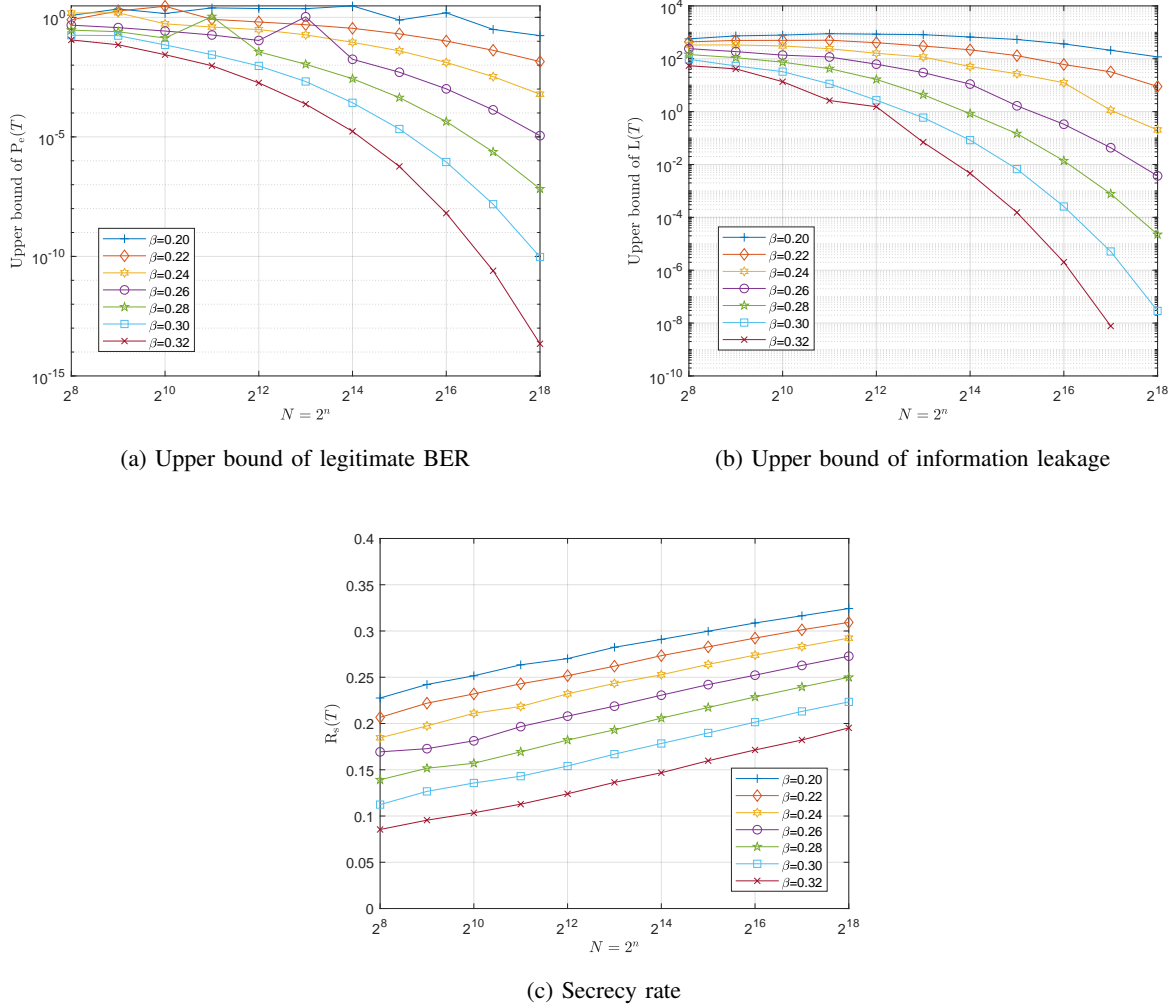 10^0
10^-5
10^-10
10^-15
Upper bound of P_e(T)
β=0.20
β=0.22
β=0.24
β=0.26
β=0.28
β=0.30
β=0.32
2^8 2^10 2^12 2^14 2^16 2^18
N = 2^n
(a) Upper bound of legitimate BER
10^4
10^2
10^0
10^-2
10^-4
10^-6
10^-8
10^-10
Upper bound of L(T)
β=0.20
β=0.22
β=0.24
β=0.26
β=0.28
β=0.30
β=0.32
2^8 2^10 2^12 2^14 2^16 2^18
N = 2^n
(b) Upper bound of information leakage
0.4
0.35
0.3
0.25
0.2
0.15
0.1
0.05
0
R_s(T)
β=0.20
β=0.22
β=0.24
β=0.26
β=0.28
β=0.30
β=0.32
2^8 2^10 2^12 2^14 2^16 2^18
N = 2^n
(c) Secrecy rate